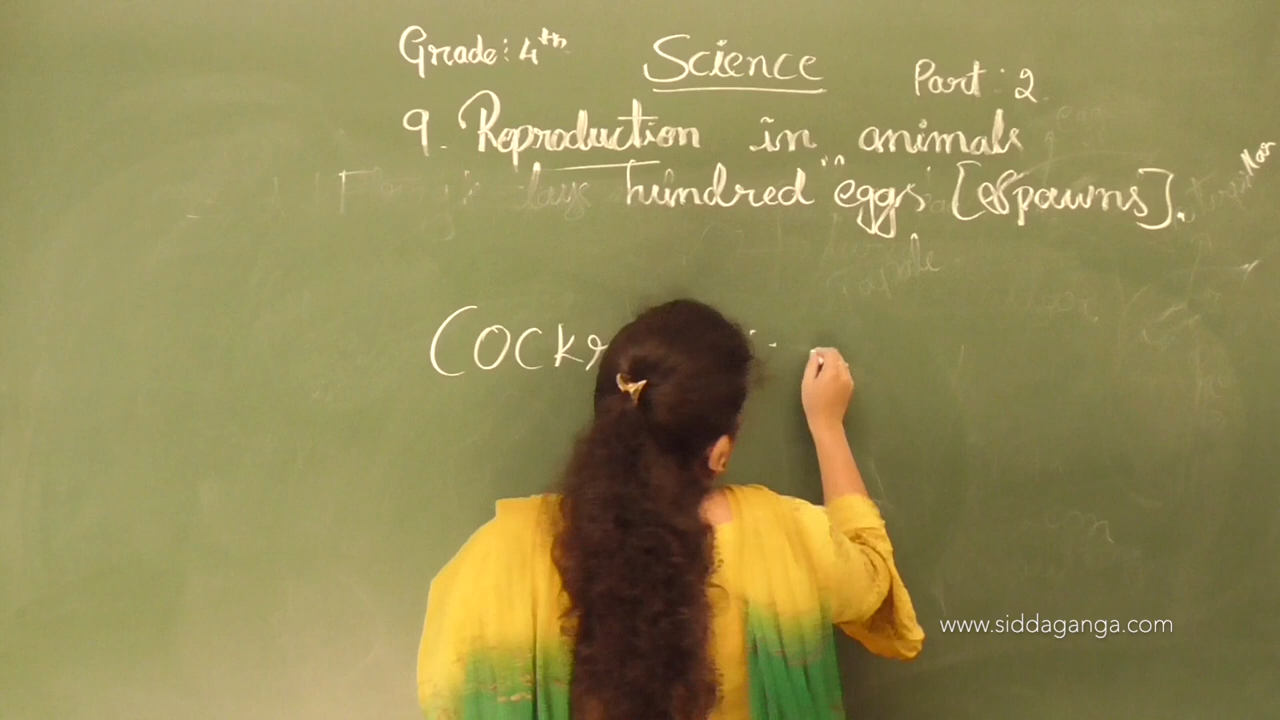 Grade: 4th Science Part: 2
9. Reproduction in animals
lays hundred eggs [Spawns].
Cockr
www.siddaganga.com